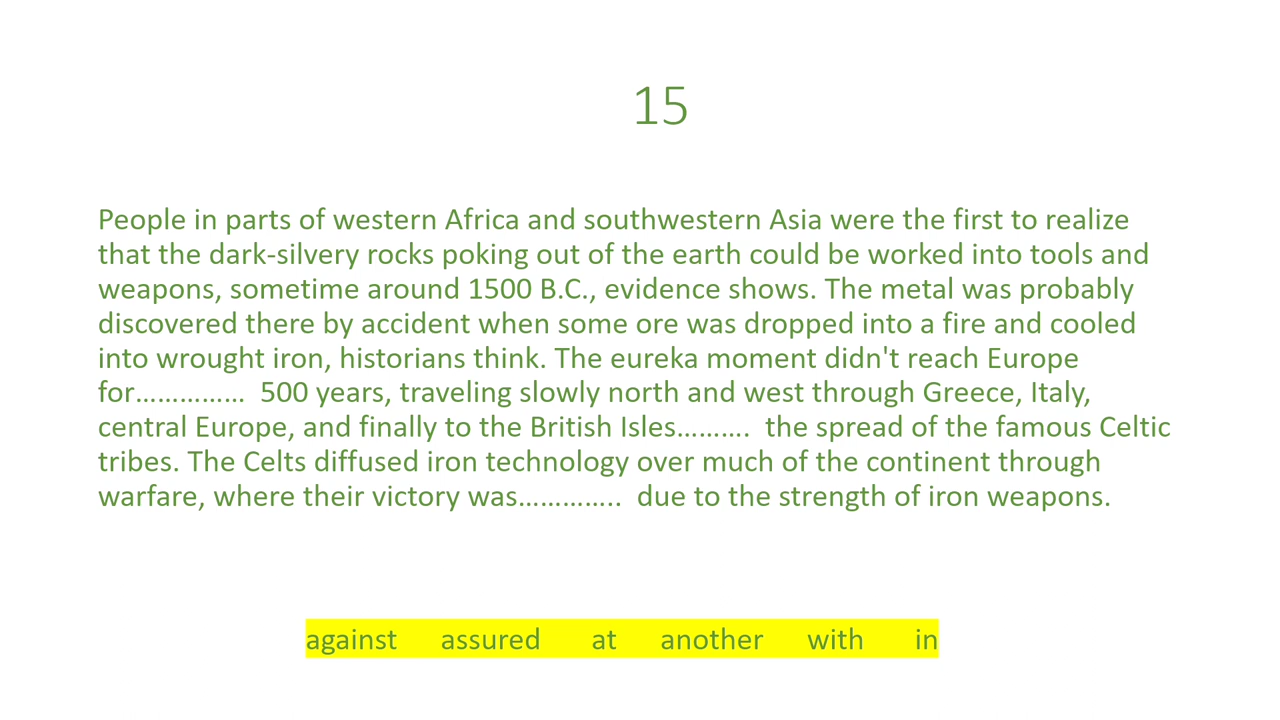 15
People in parts of western Africa and southwestern Asia were the first to realize
that the dark-silvery rocks poking out of the earth could be worked into tools and
weapons, sometime around 1500 B.C., evidence shows. The metal was probably
discovered there by accident when some ore was dropped into a fire and cooled
into wrought iron, historians think. The eureka moment didn't reach Europe
for…………… 500 years, traveling slowly north and west through Greece, Italy,
central Europe, and finally to the British Isles………. the spread of the famous Celtic
tribes. The Celts diffused iron technology over much of the continent through
warfare, where their victory was………….. due to the strength of iron weapons.
against assured at another with in